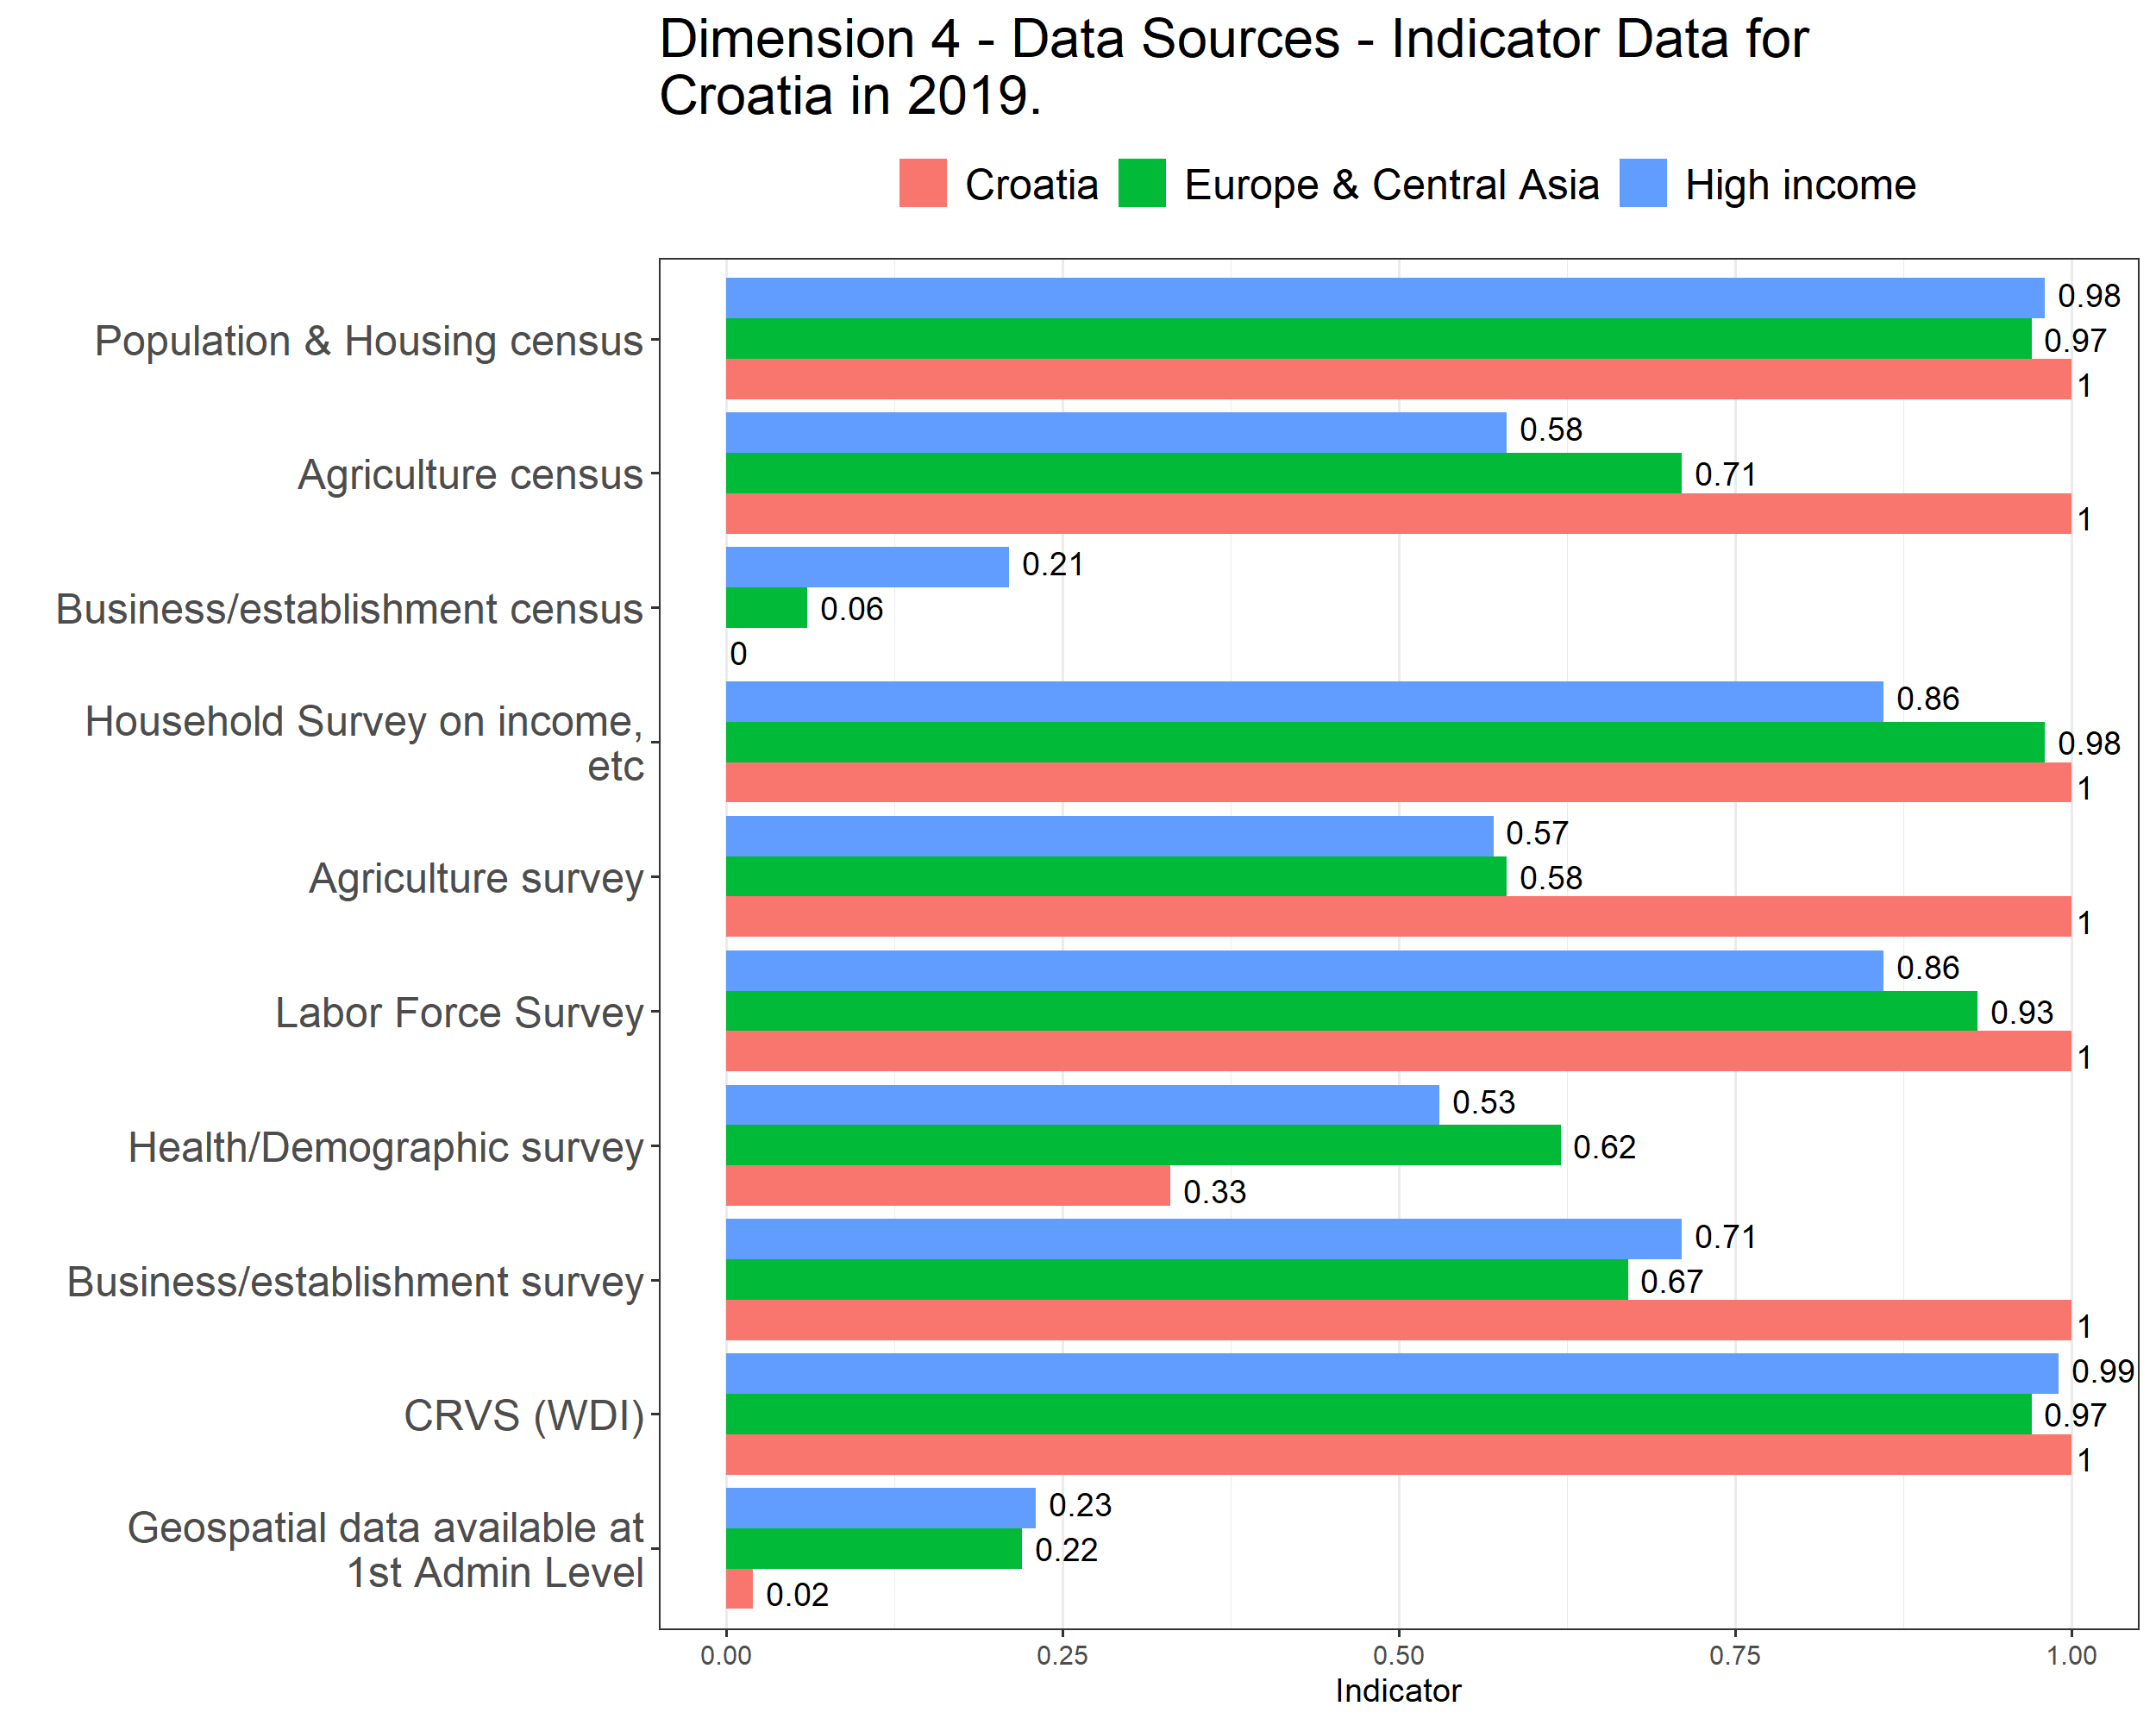 Dimension 4 - Data Sources - Indicator Data for
Croatia in 2019.
Croatia
Europe & Central Asia
High income
Population & Housing census
0.98
0.97
1
Agriculture census
0.58
0.71
1
Business/establishment census
0.21
0.06
0
Household Survey on income,
etc
0.86
0.98
1
Agriculture survey
0.57
0.58
1
Labor Force Survey
0.86
0.93
1
Health/Demographic survey
0.53
0.62
0.33
Business/establishment survey
0.71
0.67
1
CRVS (WDI)
0.99
0.97
1
Geospatial data available at
1st Admin Level
0.23
0.22
0.02
0.00
0.25
0.50
0.75
1.00
Indicator